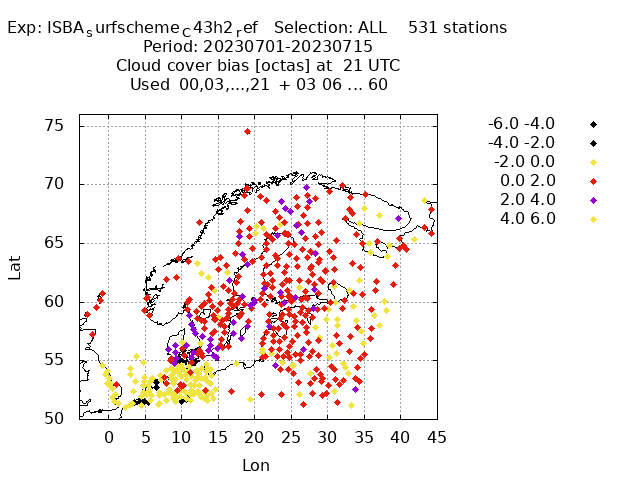 Exp: ISBA_surfscheme_C43h2_ref Selection: ALL 531 stations
Period: 20230701-20230715
Cloud cover bias [octas] at 21 UTC
Used 00,03,...,21 + 03 06 ... 60
-6.0 -4.0
-4.0 -2.0
-2.0 0.0
0.0 2.0
2.0 4.0
4.0 6.0
75
70
65
60
55
50
Lat
0 5 10 15 20 25 30 35 40 45
Lon